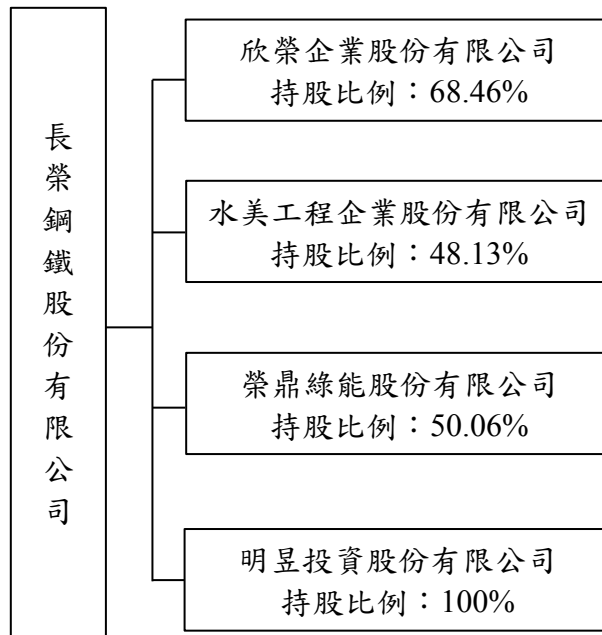 長榮鋼鐵股份有限公司
欣榮企業股份有限公司
持股比例：68.46%
水美工程企業股份有限公司
持股比例：48.13%
榮鼎綠能股份有限公司
持股比例：50.06%
明昱投資股份有限公司
持股比例：100%